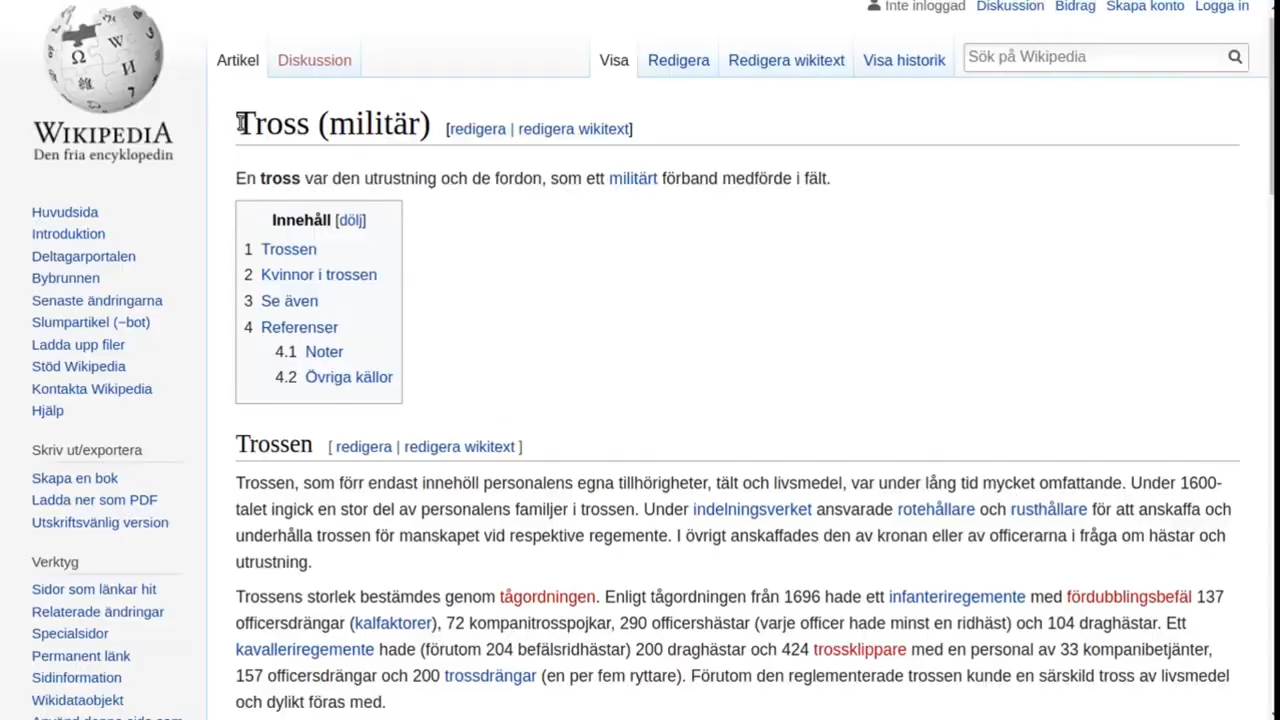 Inte inloggad Diskussion Bidrag Skapa konto Logga in
Artikel Diskussion Visa Redigera Redigera wikitext Visa historik Sök på Wikipedia
WIKIPEDIA
Den fria encyklopedin
Huvudsida
Introduktion
Deltagarportalen
Bybrunnen
Senaste ändringarna
Slumpartikel (−bot)
Ladda upp filer
Stöd Wikipedia
Kontakta Wikipedia
Hjälp
Skriv ut/exportera
Skapa en bok
Ladda ner som PDF
Utskriftsvänlig version
Verktyg
Sidor som länkar hit
Relaterade ändringar
Specialsidor
Permanent länk
Sidinformation
Wikidataobjekt
Tross (militär) [redigera | redigera wikitext]
En tross var den utrustning och de fordon, som ett militärt förband medförde i fält.
Innehåll [dölj]
1 Trossen
2 Kvinnor i trossen
3 Se även
4 Referenser
4.1 Noter
4.2 Övriga källor
Trossen [ redigera | redigera wikitext ]
Trossen, som förr endast innehöll personalens egna tillhörigheter, tält och livsmedel, var under lång tid mycket omfattande. Under 1600-
talet ingick en stor del av personalens familjer i trossen. Under indelningsverket ansvarade rotehållare och rusthållare för att anskaffa och
underhålla trossen för manskapet vid respektive regemente. I övrigt anskaffades den av kronan eller av officerarna i fråga om hästar och
utrustning.
Trossens storlek bestämdes genom tågordningen. Enligt tågordningen från 1696 hade ett infanteriregemente med fördubblingsbefäl 137
officersdrängar (kalfaktorer), 72 kompanitrosspojkar, 290 officershästar (varje officer hade minst en ridhäst) och 104 draghästar. Ett
kavalleriregemente hade (förutom 204 befälsridhästar) 200 draghästar och 424 trossklippare med en personal av 33 kompanibetjänter,
157 officersdrängar och 200 trossdrängar (en per fem ryttare). Förutom den reglementerade trossen kunde en särskild tross av livsmedel
och dylikt föras med.